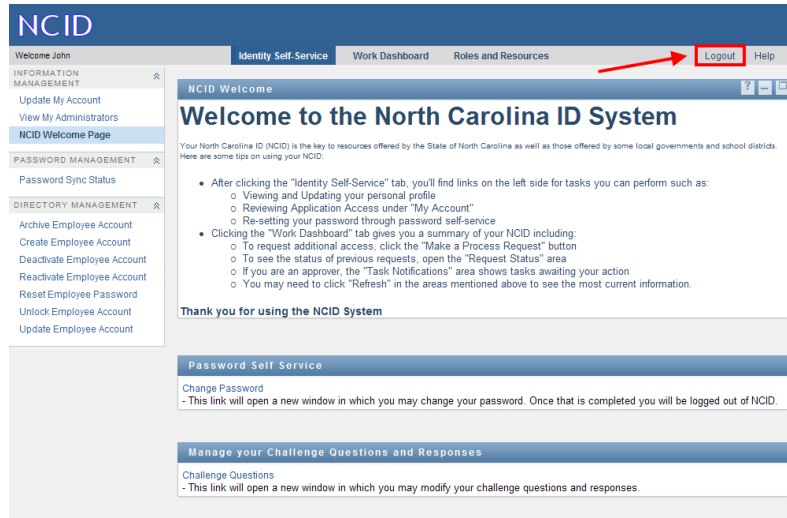 NCID
Welcome John
Identity Self-Service
Work Dashboard
Roles and Resources
Logout
Help
INFORMATION
MANAGEMENT
Update My Account
View My Administrators
NCID Welcome Page
PASSWORD MANAGEMENT
Password Sync Status
DIRECTORY MANAGEMENT
Archive Employee Account
Create Employee Account
Deactivate Employee Account
Reactivate Employee Account
Reset Employee Password
Unlock Employee Account
Update Employee Account
NCID Welcome
?
Welcome to the North Carolina ID System
Your North Carolina ID (NCID) is the key to resources offered by the State of North Carolina as well as those offered by some local governments and school districts.
Here are some tips on using your NCID:
• After clicking the "Identity Self-Service" tab, you'll find links on the left side for tasks you can perform such as:
o Viewing and Updating your personal profile
o Reviewing Application Access under "My Account"
o Re-setting your password through password self-service
• Clicking the "Work Dashboard" tab gives you a summary of your NCID including:
o To request additional access, click the "Make a Process Request" button
o To see the status of previous requests, open the "Request Status" area
o If you are an approver, the "Task Notifications" area shows tasks awaiting your action
o You may need to click "Refresh" in the areas mentioned above to see the most current information.
Thank you for using the NCID System
Password Self Service
Change Password
- This link will open a new window in which you may change your password. Once that is completed you will be logged out of NCID.
Manage your Challenge Questions and Responses
Challenge Questions
- This link will open a new window in which you may modify your challenge questions and responses.